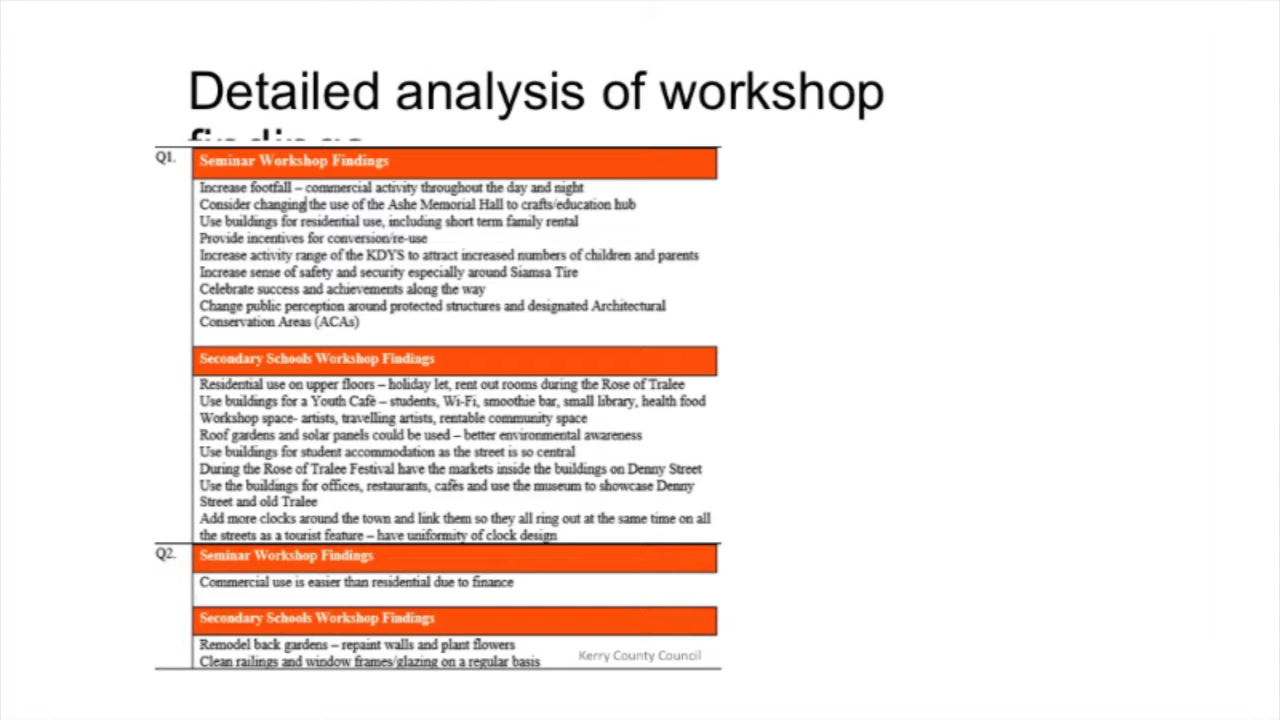 Detailed analysis of workshop
findings
Q1.
Seminar Workshop Findings
Increase footfall – commercial activity throughout the day and night
Consider changing the use of the Ashe Memorial Hall to crafts/education hub
Use buildings for residential use, including short term family rental
Provide incentives for conversion/re-use
Increase activity range of the KDYS to attract increased numbers of children and parents
Increase sense of safety and security especially around Siamsa Tire
Celebrate success and achievements along the way
Change public perception around protected structures and designated Architectural
Conservation Areas (ACAs)
Secondary Schools Workshop Findings
Residential use on upper floors – holiday let, rent out rooms during the Rose of Tralee
Use buildings for a Youth Café – students, Wi-Fi, smoothie bar, small library, health food
Workshop space- artists, travelling artists, rentable community space
Roof gardens and solar panels could be used – better environmental awareness
Use buildings for student accommodation as the street is so central
During the Rose of Tralee Festival have the markets inside the buildings on Denny Street
Use the buildings for offices, restaurants, cafés and use the museum to showcase Denny
Street and old Tralee
Add more clocks around the town and link them so they all ring out at the same time on all
the streets as a tourist feature – have uniformity of clock design
Q2.
Seminar Workshop Findings
Commercial use is easier than residential due to finance
Secondary Schools Workshop Findings
Remodel back gardens – repaint walls and plant flowers
Clean railings and window frames/glazing on a regular basis
Kerry County Council